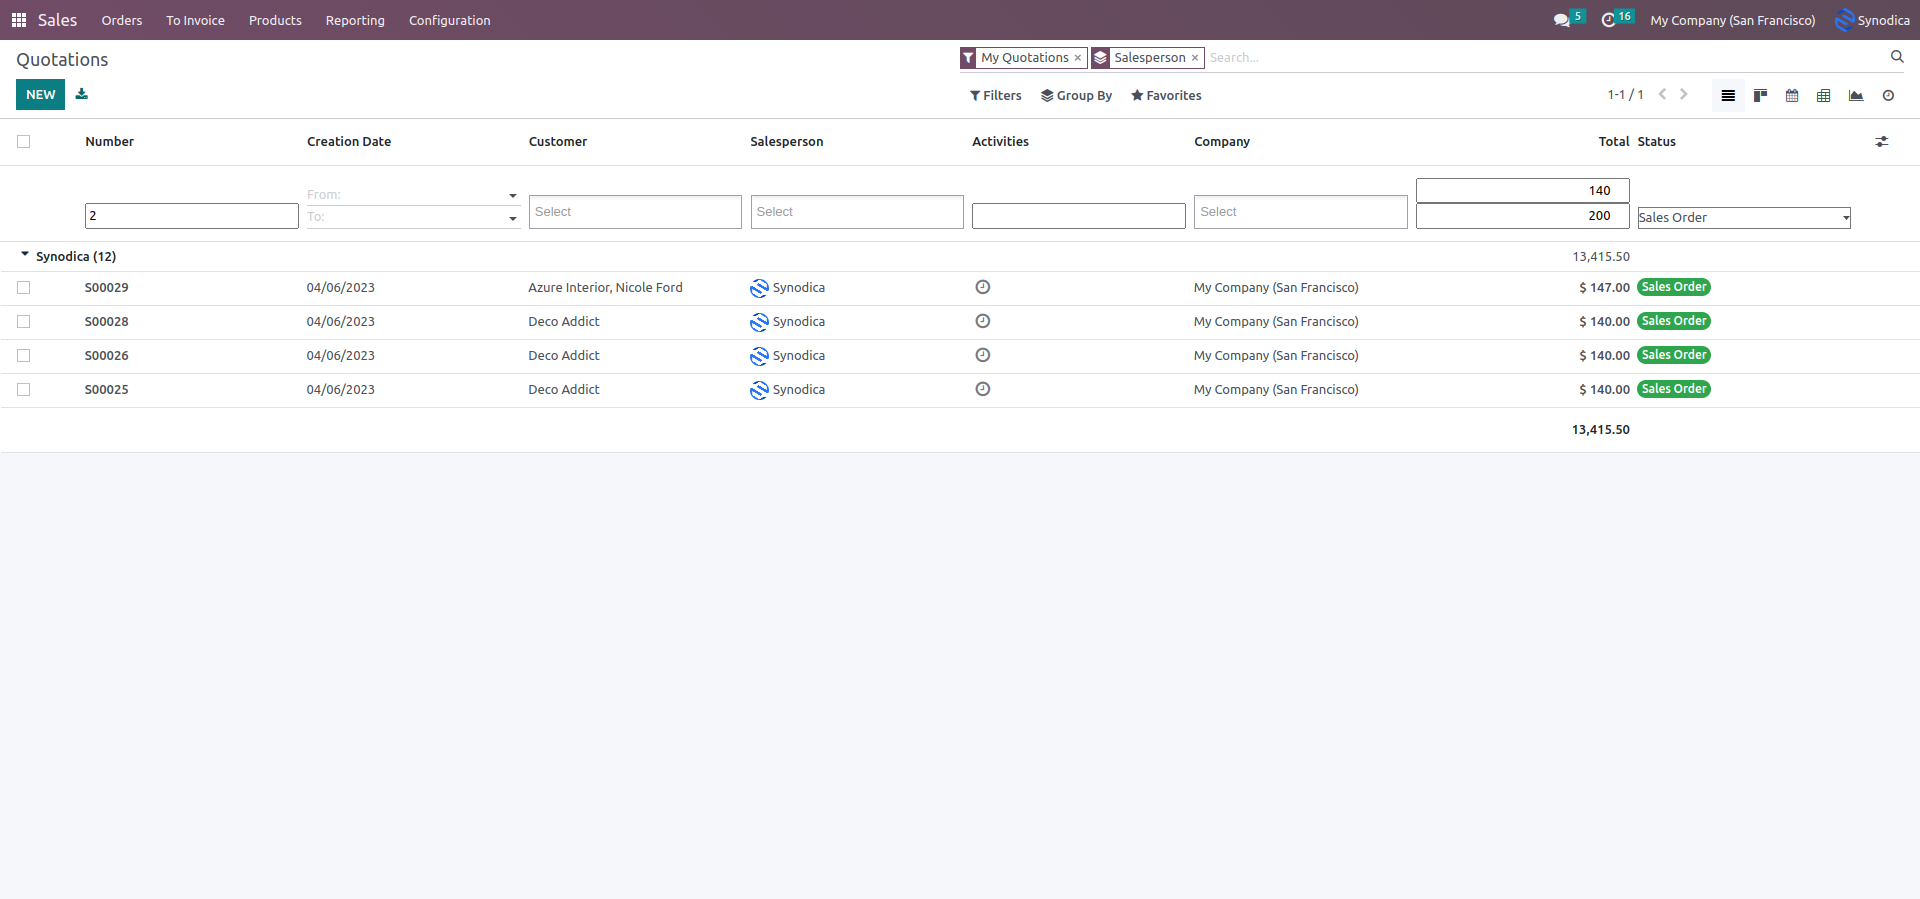 Sales Orders To Invoice Products Reporting Configuration 5 16 My Company (San Francisco) Synodica
Quotations My Quotations × Salesperson × Search...
NEW Filters Group By Favorites 1-1 / 1
Number Creation Date Customer Salesperson Activities Company Total Status
From: 140
2 To: Select Select Select 200 Sales Order
Synodica (12) 13,415.50
S00029 04/06/2023 Azure Interior, Nicole Ford Synodica My Company (San Francisco) $ 147.00 Sales Order
S00028 04/06/2023 Deco Addict Synodica My Company (San Francisco) $ 140.00 Sales Order
S00026 04/06/2023 Deco Addict Synodica My Company (San Francisco) $ 140.00 Sales Order
S00025 04/06/2023 Deco Addict Synodica My Company (San Francisco) $ 140.00 Sales Order
13,415.50